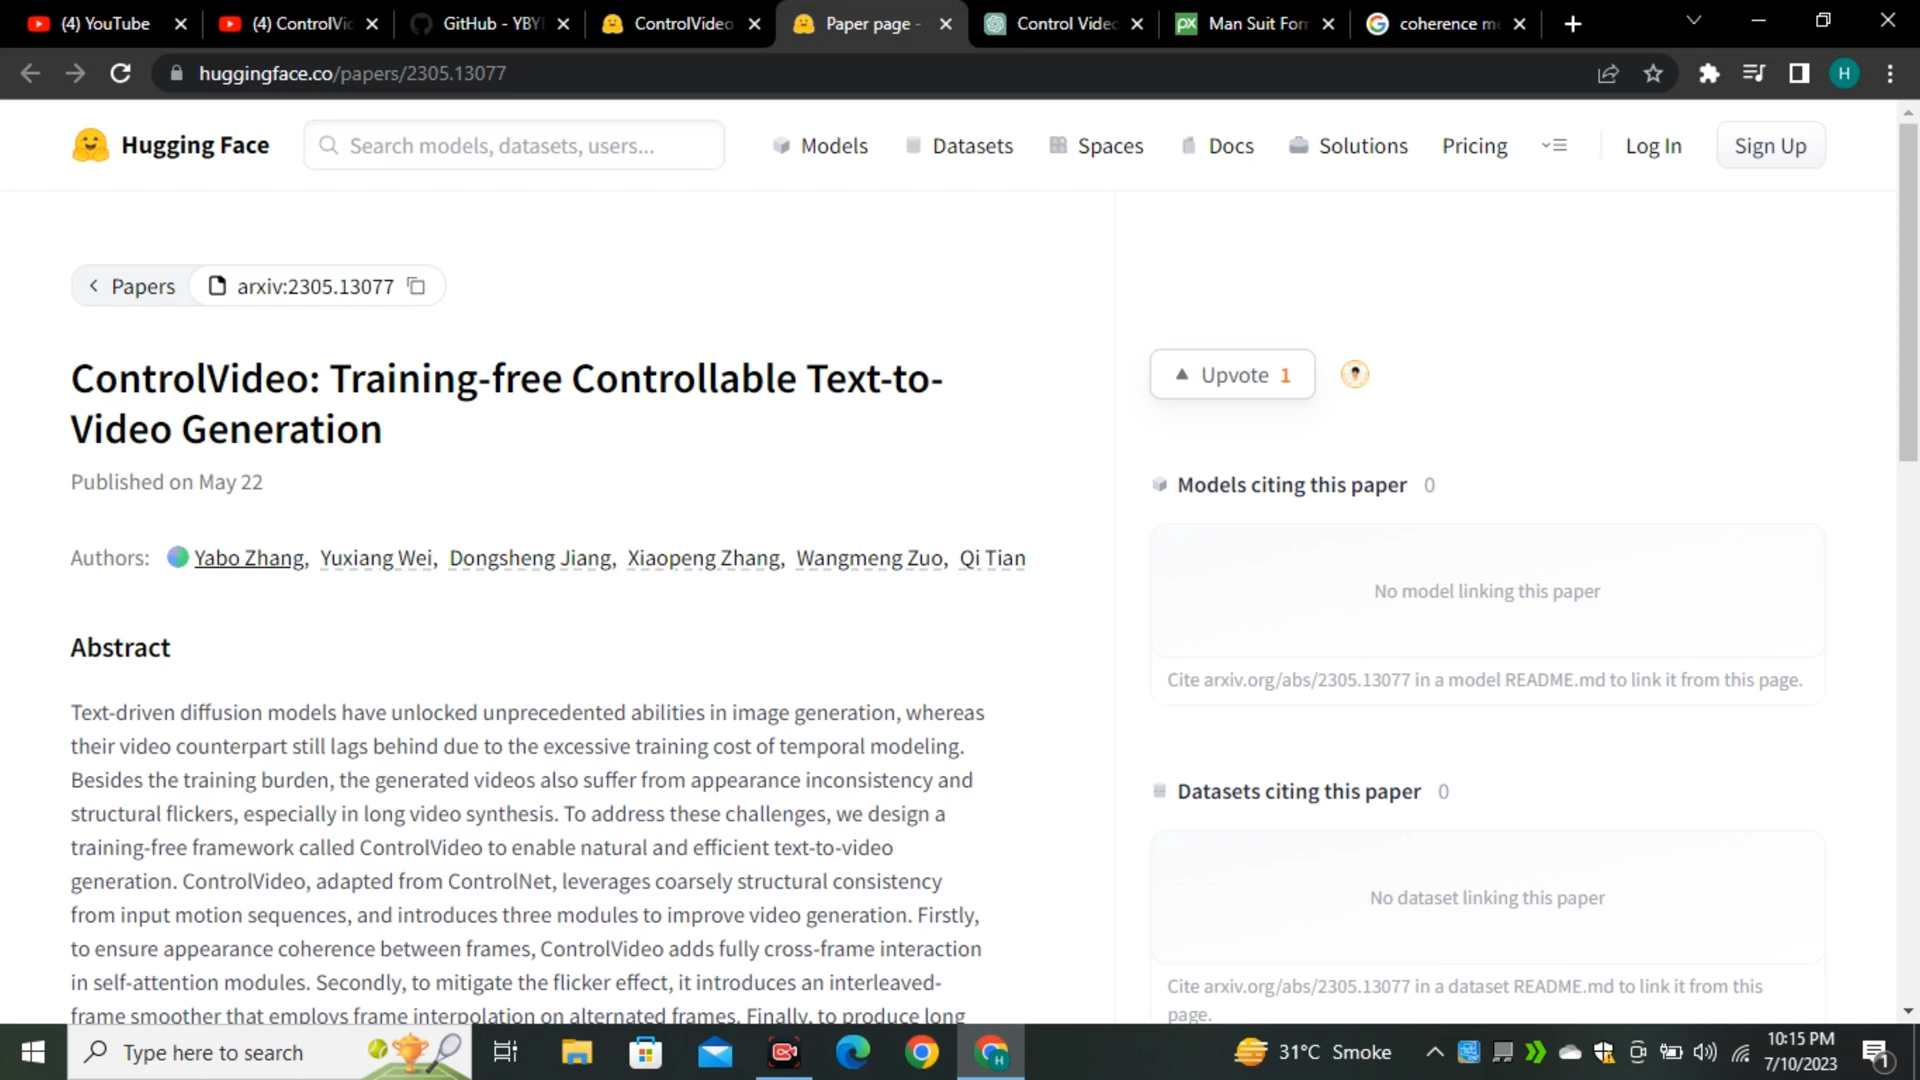 (4) YouTube
(4) ControlVi
GitHub - YBY
ControlVideo
Paper page -
Control Video
Man Suit For
coherence m
huggingface.co/papers/2305.13077
H
Hugging Face
Search models, datasets, users...
Models
Datasets
Spaces
Docs
Solutions
Pricing
Log In
Sign Up
Papers
arxiv:2305.13077
ControlVideo: Training-free Controllable Text-to-
Video Generation
Published on May 22
Authors: Yabo Zhang, Yuxiang Wei, Dongsheng Jiang, Xiaopeng Zhang, Wangmeng Zuo, Qi Tian
Abstract
Text-driven diffusion models have unlocked unprecedented abilities in image generation, whereas
their video counterpart still lags behind due to the excessive training cost of temporal modeling.
Besides the training burden, the generated videos also suffer from appearance inconsistency and
structural flickers, especially in long video synthesis. To address these challenges, we design a
training-free framework called ControlVideo to enable natural and efficient text-to-video
generation. ControlVideo, adapted from ControlNet, leverages coarsely structural consistency
from input motion sequences, and introduces three modules to improve video generation. Firstly,
to ensure appearance coherence between frames, ControlVideo adds fully cross-frame interaction
in self-attention modules. Secondly, to mitigate the flicker effect, it introduces an interleaved-
frame smoother that employs frame interpolation on alternated frames. Finally, to produce long
Upvote 1
Models citing this paper 0
No model linking this paper
Cite arxiv.org/abs/2305.13077 in a model README.md to link it from this page.
Datasets citing this paper 0
No dataset linking this paper
Cite arxiv.org/abs/2305.13077 in a dataset README.md to link it from this
page.
Type here to search
31°C Smoke
10:15 PM
7/10/2023
1